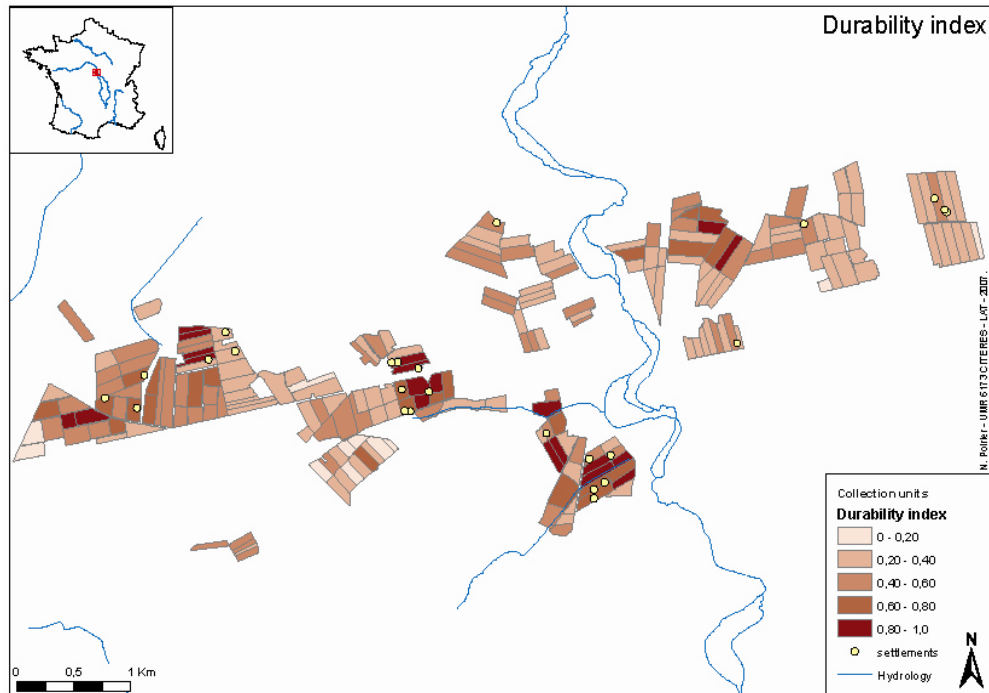 Durability index
N. Poirier - UMR 6173 CITERES - LAT - 2007.
Collection units
Durability index
0 - 0,20
0,20 - 0,40
0,40 - 0,60
0,60 - 0,80
0,80 - 1,0
settlements
Hydrology
N
0 0,5 1 Km